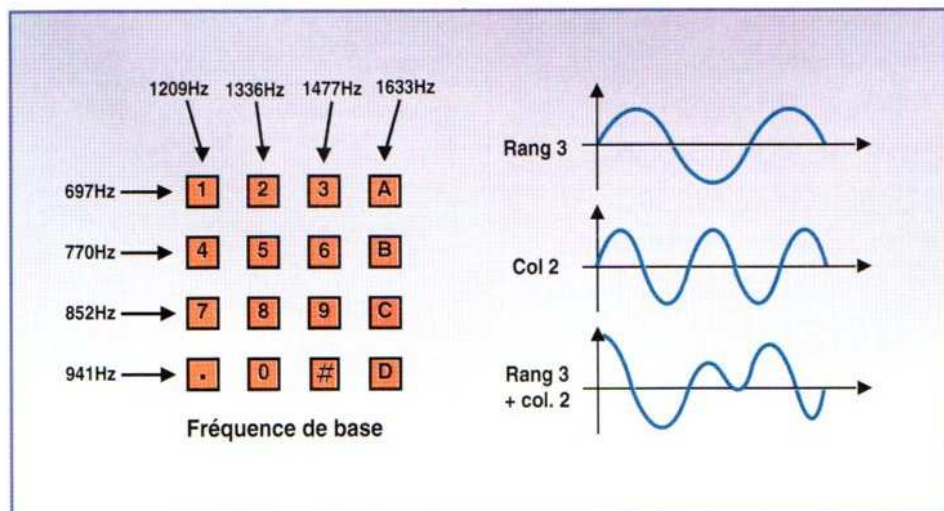 1209Hz 1336Hz 1477Hz 1633Hz
697Hz 1 2 3 A
770Hz 4 5 6 B
852Hz 7 8 9 C
941Hz . 0 # D
Fréquence de base
Rang 3
Col 2
Rang 3
+ col. 2